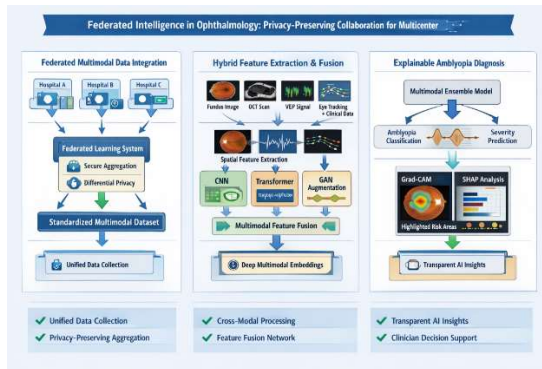 Federated Intelligence in Ophthalmology: Privacy-Preserving Collaboration for Multicenter
Federated Multimodal Data Integration
Hospital A
Hospital B
Hospital C
Federated Learning System
Secure Aggregation
Differential Privacy
Standardized Multimodal Dataset
Unified Data Collection
Unified Data Collection
Privacy-Preserving Aggregation
Hybrid Feature Extraction & Fusion
Fundus Image
OCT Scan
VEP Signal
Eye Tracking
+ Clinical Data
Spatial Feature Extraction
CNN
Transformer
GAN
Augmentation
Multimodal Feature Fusion
Deep Multimodal Embeddings
Cross-Modal Processing
Feature Fusion Network
Explainable Amblyopia Diagnosis
Multimodal Ensemble Model
Amblyopia
Classification
Severity
Prediction
Grad-CAM
SHAP Analysis
Highlighted Risk Areas
Transparent AI Insights
Transparent AI Insights
Clinician Decision Support